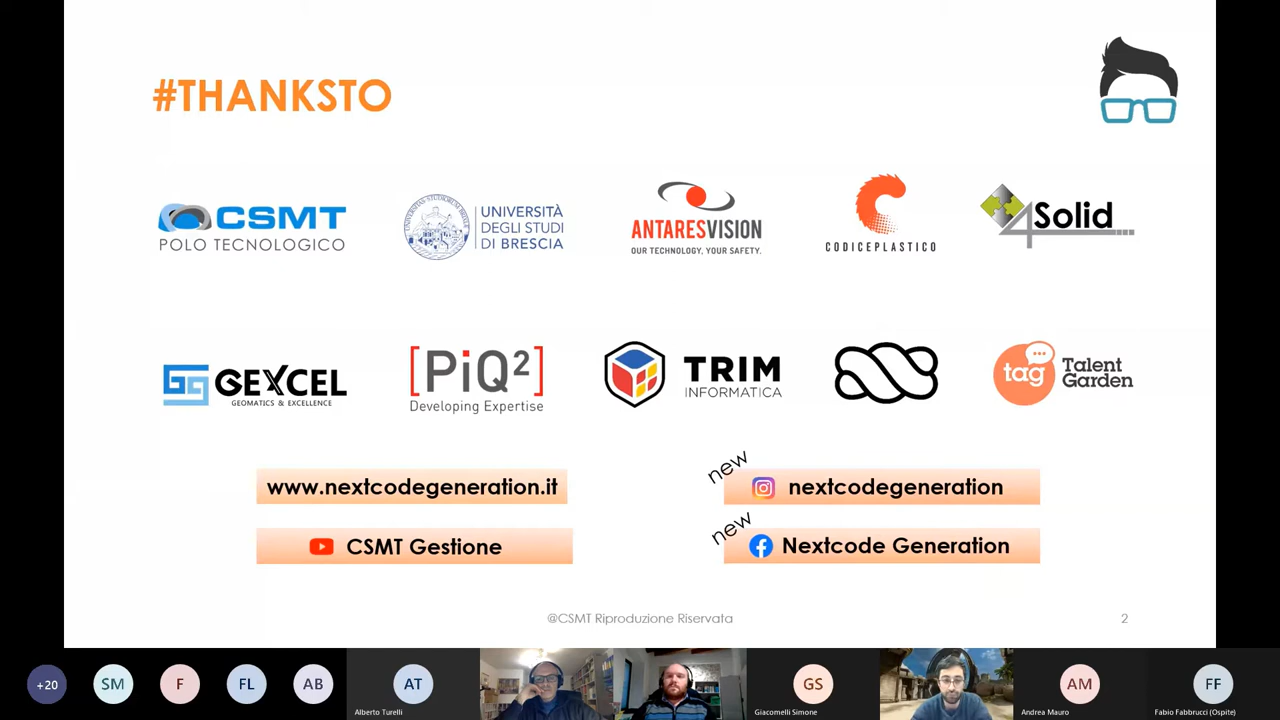 #THANKSTO
CSMT
POLO TECNOLOGICO
UNIVERSITÀ
DEGLI STUDI
DI BRESCIA
ANTARESVISION
OUR TECHNOLOGY, YOUR SAFETY.
CODICEPLASTICO
4Solid
GEXCEL
GEOMATICS & EXCELLENCE
[PiQ²]
Developing Expertise
TRIM
INFORMATICA
tag
Talent
Garden
www.nextcodegeneration.it
new
nextcodegeneration
CSMT Gestione
new
Nextcode Generation
@CSMT Riproduzione Riservata
2
+20
SM
F
FL
AB
AT
Alberto Turelli
GS
Giacomelli Simone
AM
Andrea Mauro
FF
Fabio Fabbrucci (Ospite)